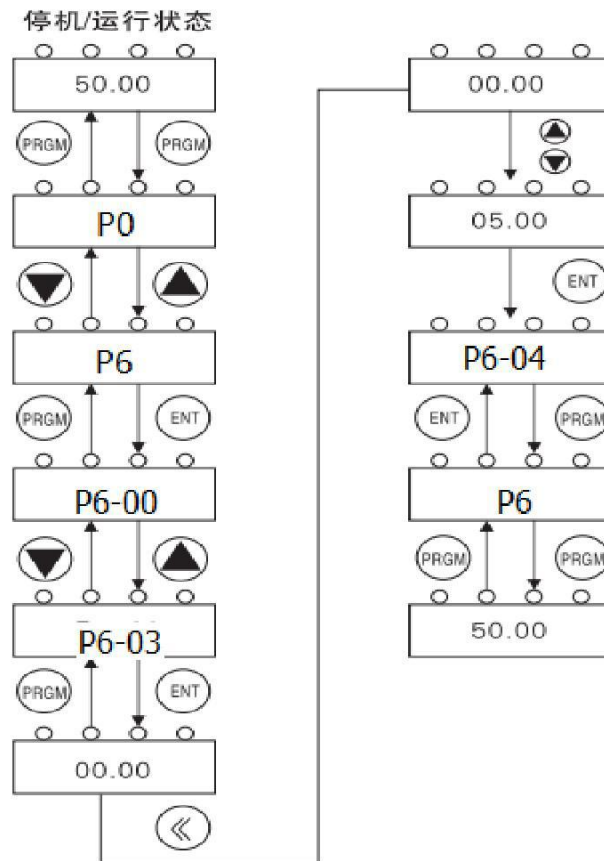 停机/运行状态
50.00
PRGM PRGM
P0
P6
PRGM ENT
P6-00
P6-03
PRGM ENT
00.00
00.00
05.00
ENT
P6-04
ENT PRGM
P6
PRGM PRGM
50.00